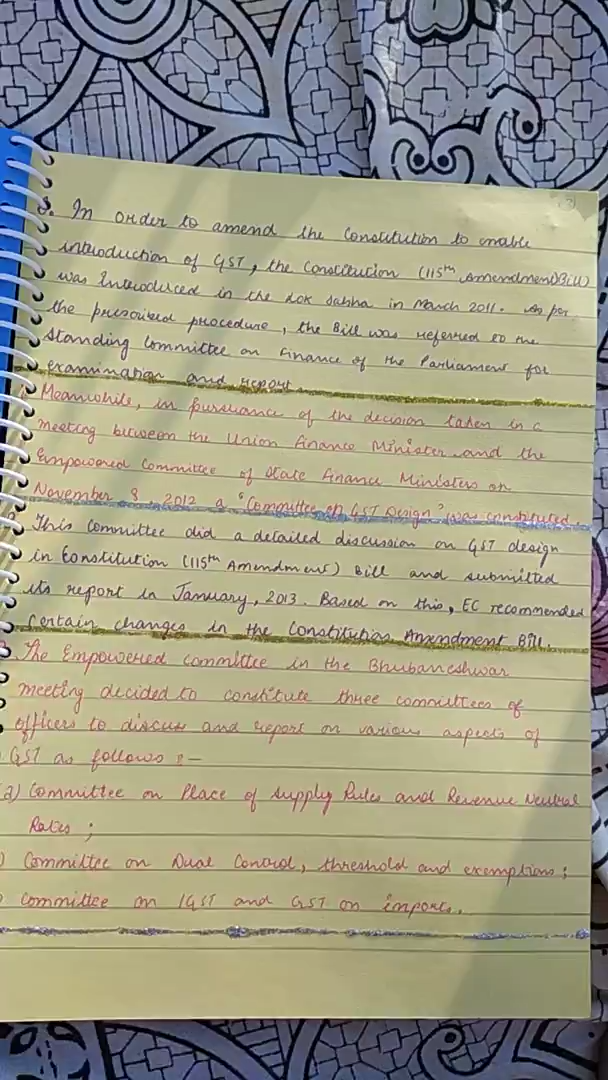 8. In order to amend the Constitution to enable
introduction of GST, the Constitution (115th Amendment)Bill)
was Introduced in the Lok Sabha in March 2011. As per
the prescribed procedure, the Bill was referred to the
Standing Committee on Finance of the Parliament for
examination and report.
Meanwhile, in pursuance of the decision taken in a
meeting between the Union Finance Minister and the
Empowered Committee of State Finance Ministers on
November 8, 2012 a "Committee on GST Design" was constituted.
This Committee did a detailed discussion on GST design
in Constitution (115th Amendment) Bill and submitted
its report in January, 2013. Based on this, EC recommended
certain changes in the Constitution Amendment Bill.
The Empowered committee in the Bhubaneshwar
meeting decided to constitute three committees of
officers to discuss and report on various aspects of
GST as follows :-
a) Committee on Place of Supply Rules and Revenue Neutral
Rates;
) Committee on Dual Control, threshold and exemptions;
) Committee on IGST and GST on imports.